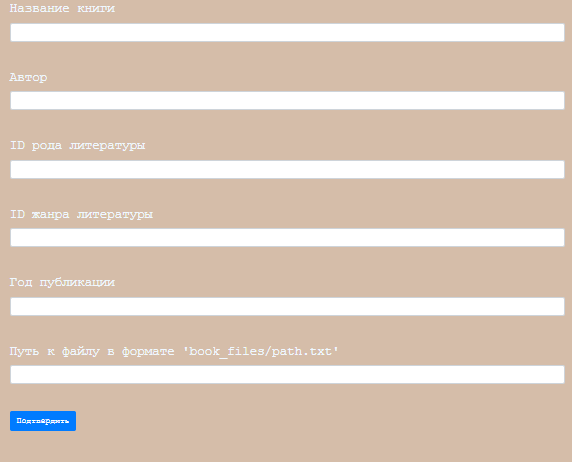 Название книги
Автор
ID рода литературы
ID жанра литературы
Год публикации
Путь к файлу в формате 'book_files/path.txt'
Подтвердить